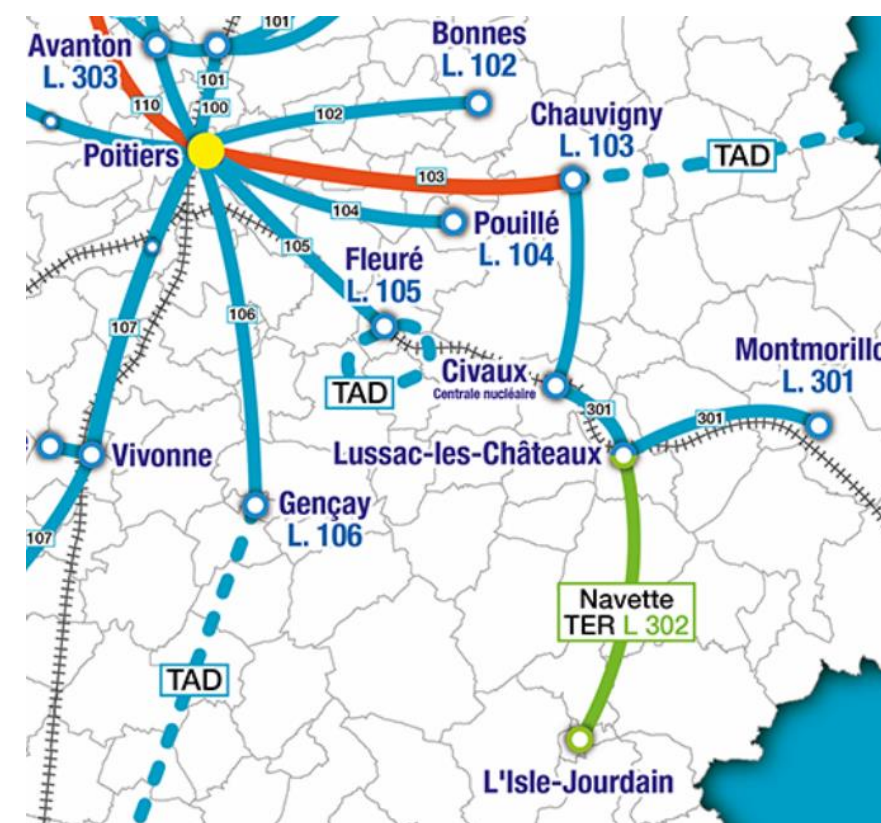 101
Bonnes
L. 102
Avanton
L. 303
101
110
100
102
Chauvigny
L. 103
TAD
Poitiers
103
104
Pouillé
L. 104
105
Fleuré
L. 105
106
107
TAD
Civaux
Centrale nucléaire
Montmorillo
L. 301
301
301
Vivonne
Lussac-les-Châteaux
Gençay
L. 106
107
Navette
TER L 302
TAD
L'Isle-Jourdain